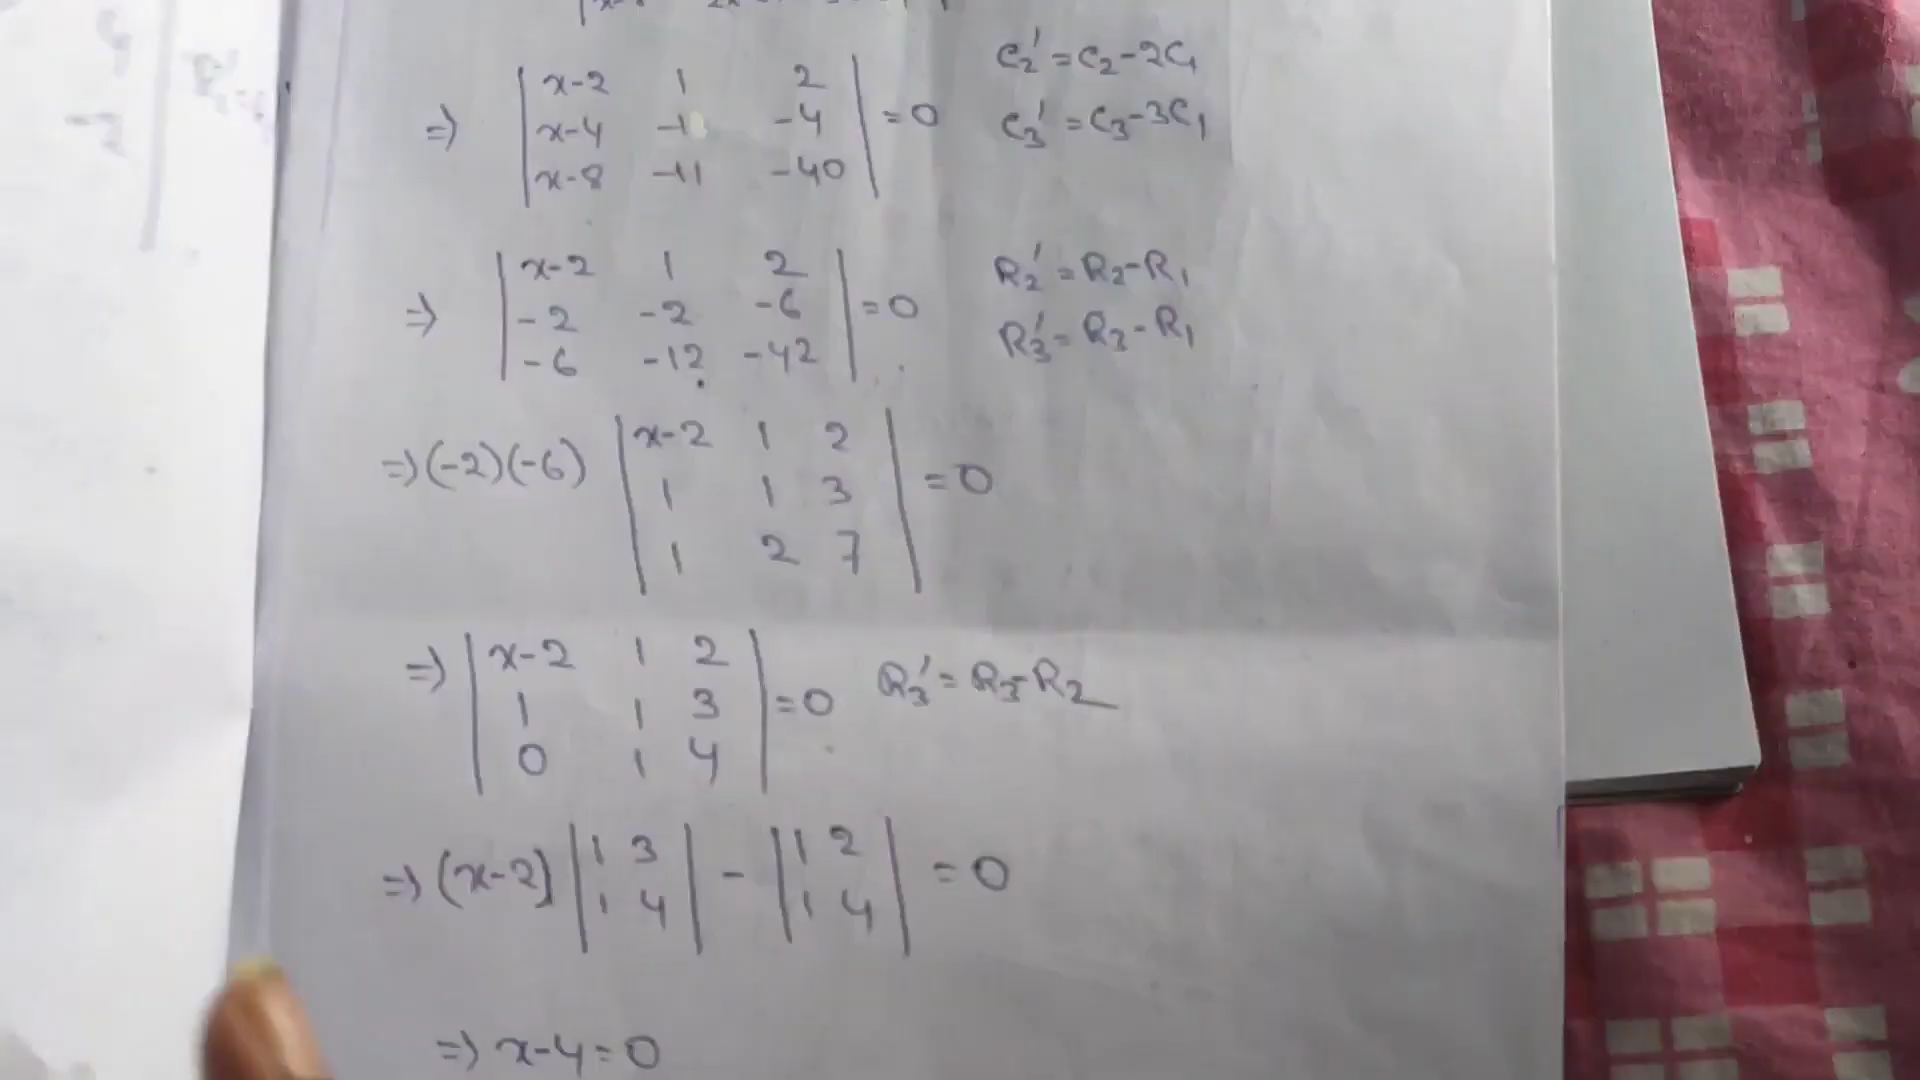 => | x-2 1 2 | = 0 C₂' = C₂-2C₁
| x-4 -1 -4 | C₃' = C₃-3C₁
| x-8 -11 -40 |
=> | x-2 1 2 | = 0 R₂' = R₂-R₁
| -2 -2 -6 | R₃' = R₃-R₁
| -6 -12 -42 |
=> (-2)(-6) | x-2 1 2 | = 0
| 1 1 3 |
| 1 2 7 |
=> | x-2 1 2 | = 0 R₃' = R₃-R₂
| 1 1 3 |
| 0 1 4 |
=> (x-2) | 1 3 | - | 1 2 | = 0
| 1 4 | | 1 4 |
=> x-4=0